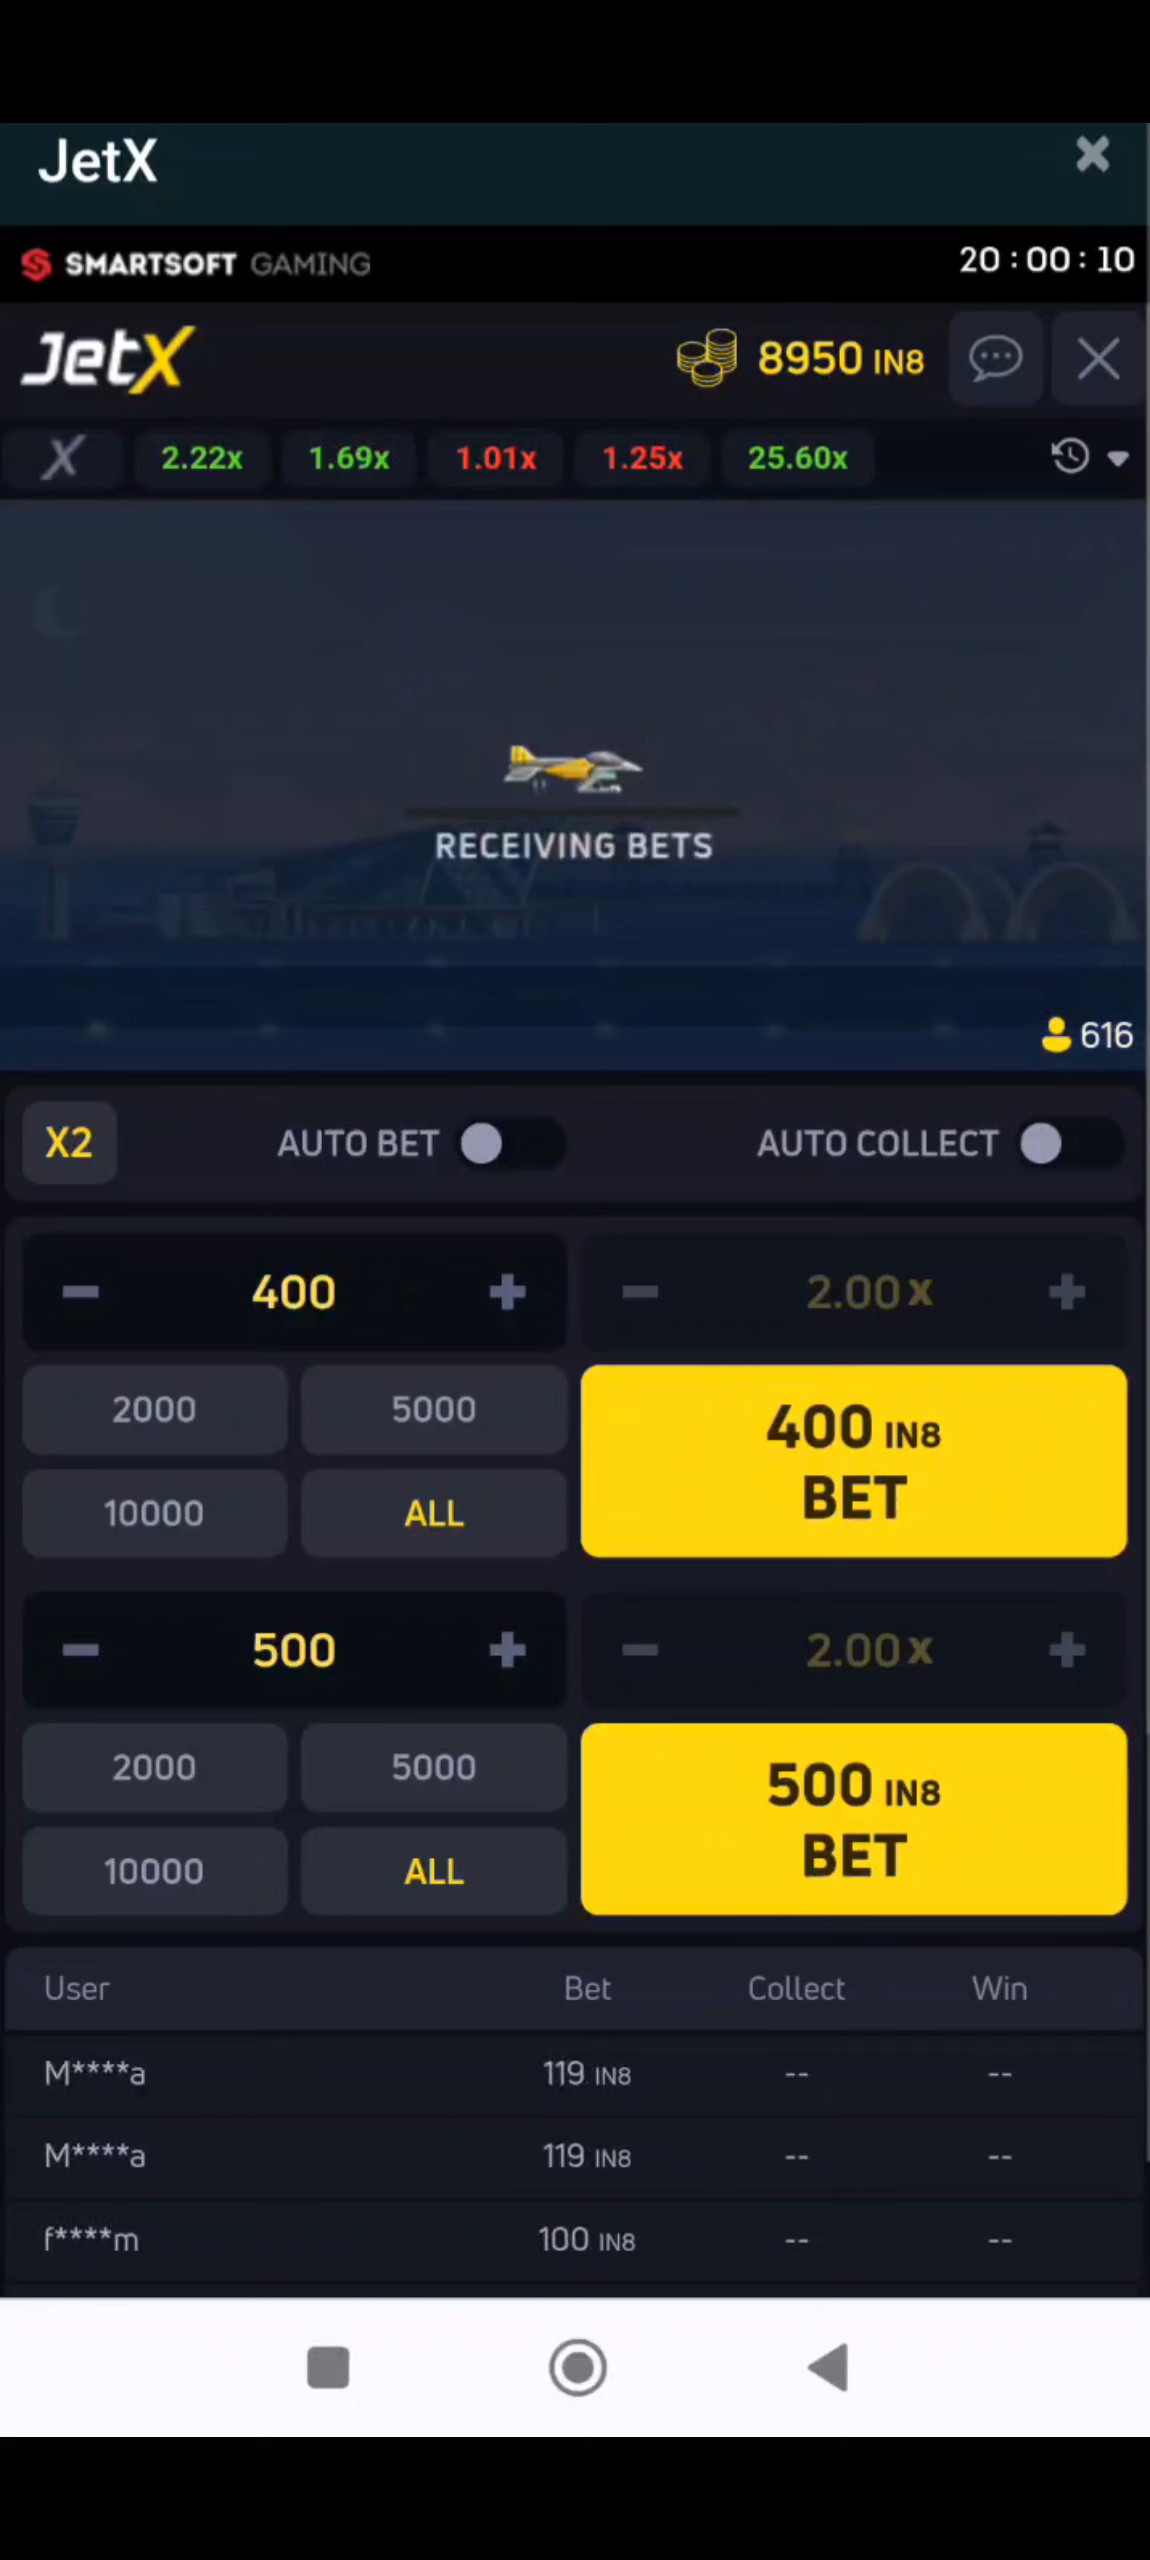 JetX
SMARTSOFT GAMING
20 : 00 : 10
JetX
8950 IN8
X 2.22x 1.69x 1.01x 1.25x 25.60x
RECEIVING BETS
616
X2 AUTO BET AUTO COLLECT
400 2.00 x
2000 5000
10000 ALL
400 IN8
BET
500 2.00 x
2000 5000
10000 ALL
500 IN8
BET
User Bet Collect Win
M****a 119 IN8 -- --
M****a 119 IN8 -- --
f****m 100 IN8 -- --